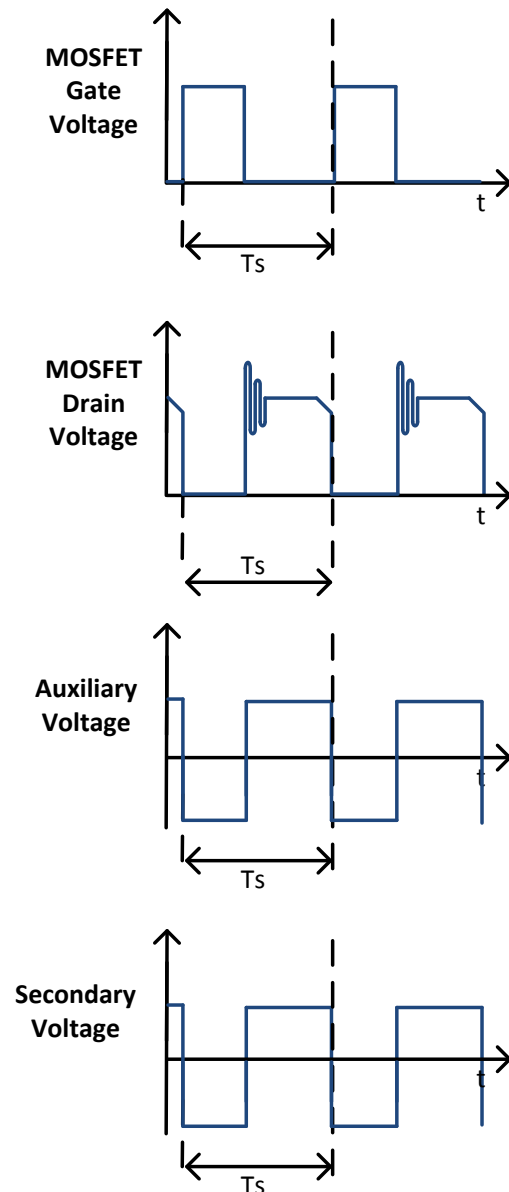 MOSFET
Gate
Voltage
t
Ts
MOSFET
Drain
Voltage
t
Ts
Auxiliary
Voltage
t
Ts
Secondary
Voltage
t
Ts